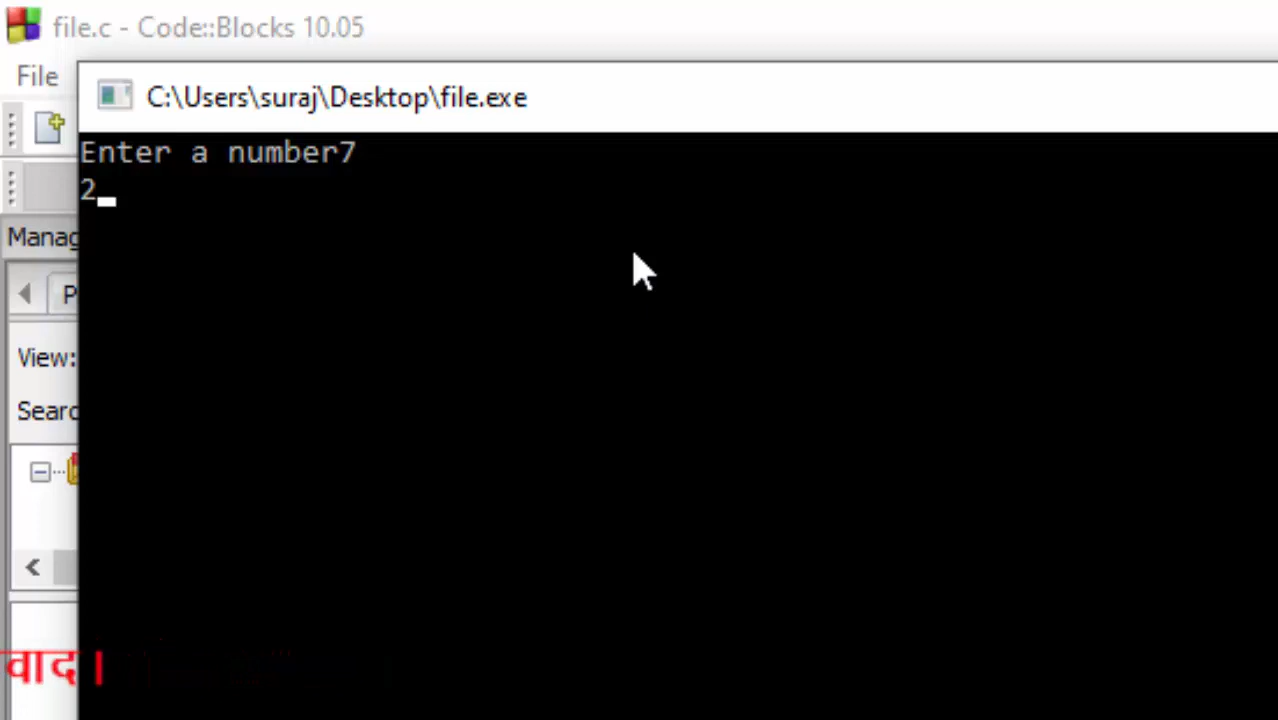 file.c - Code::Blocks 10.05
File
C:\Users\suraj\Desktop\file.exe
Enter a number7
2
Manag
P
View:
Searc
वाद।